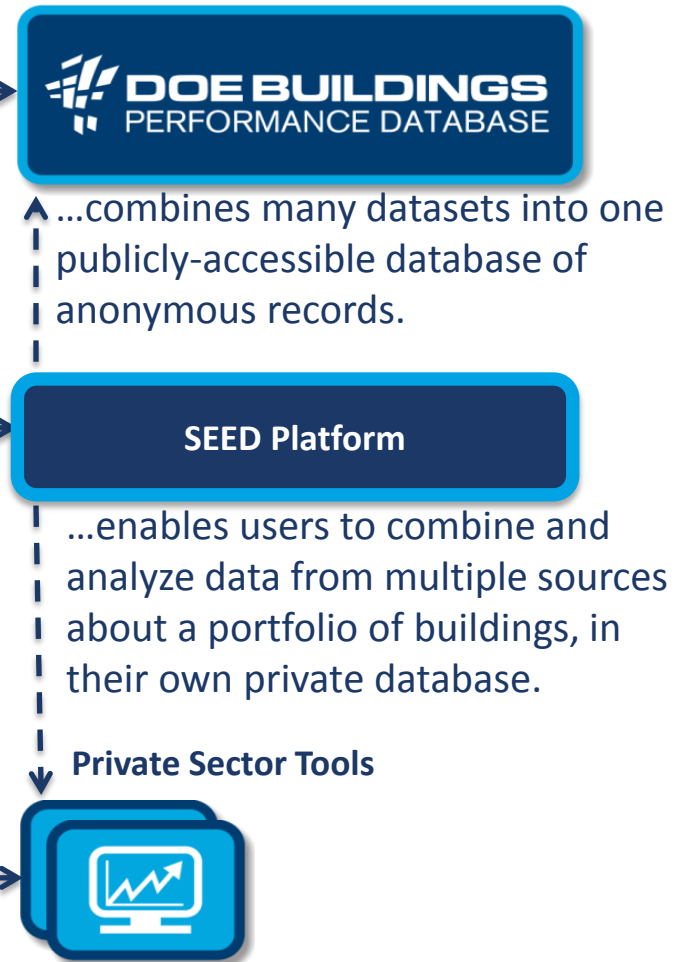 DOE BUILDINGS
PERFORMANCE DATABASE
...combines many datasets into one
publicly-accessible database of
anonymous records.
SEED Platform
...enables users to combine and
analyze data from multiple sources
about a portfolio of buildings, in
their own private database.
Private Sector Tools